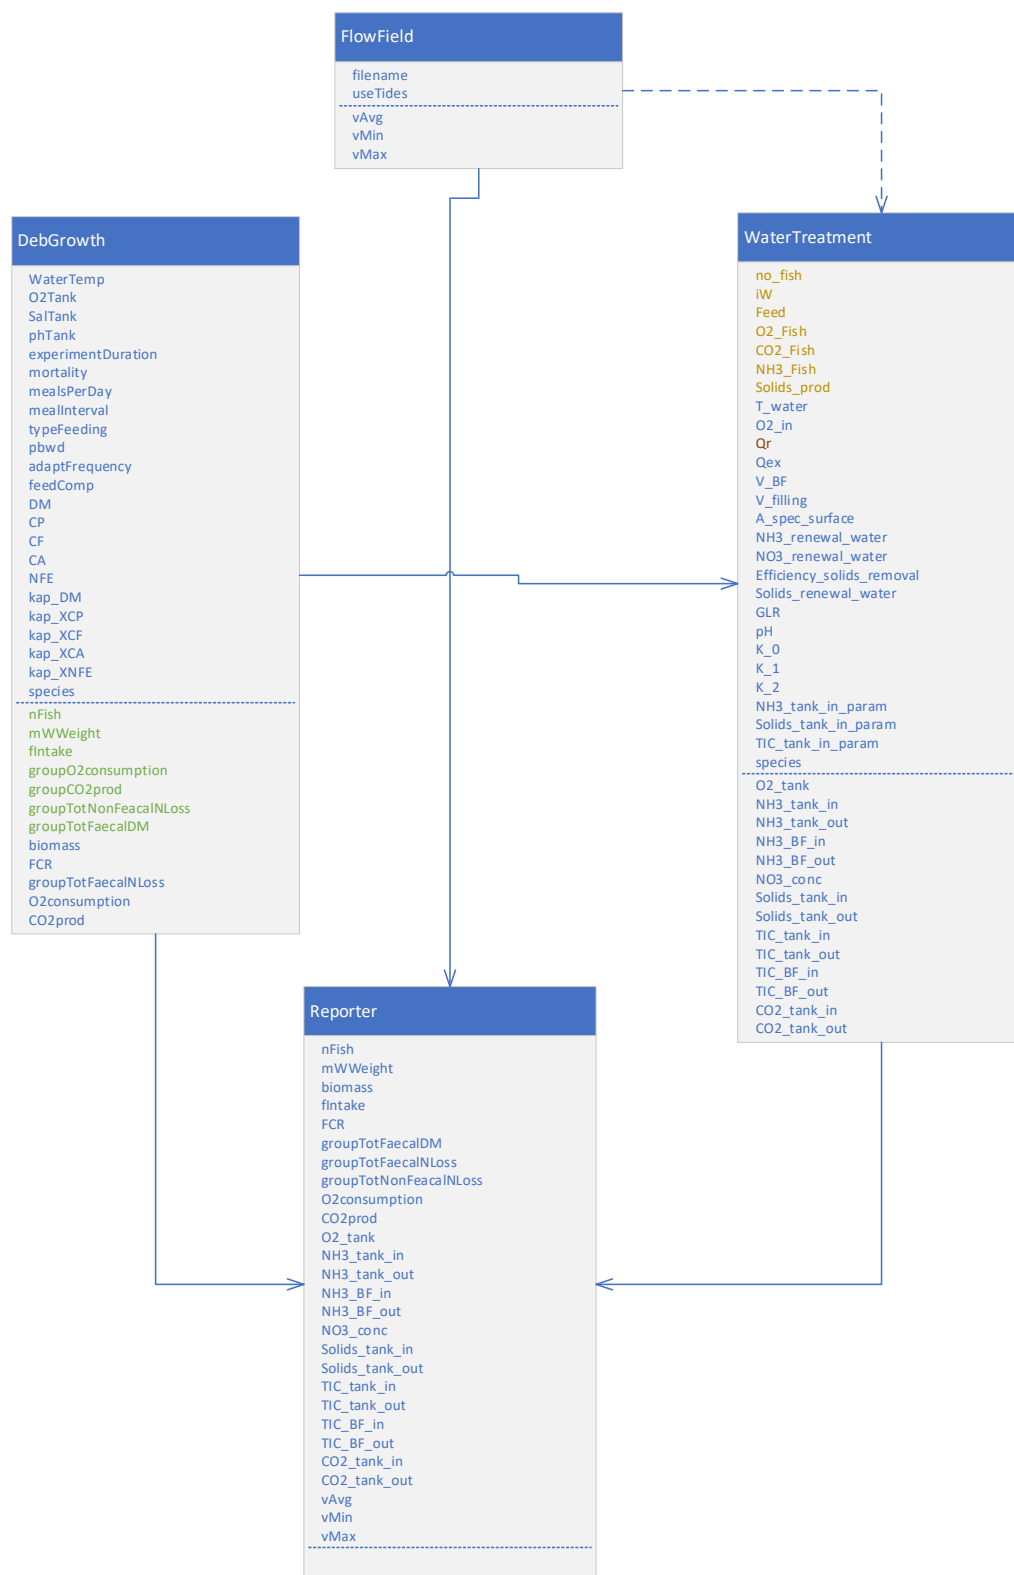 FlowField
filename
useTides
vAvg
vMin
vMax
DebGrowth
WaterTemp
O2Tank
SalTank
phTank
experimentDuration
mortality
mealsPerDay
mealInterval
typeFeeding
pbwd
adaptFrequency
feedComp
DM
CP
CF
CA
NFE
kap_DM
kap_XCP
kap_XCF
kap_XCA
kap_XNFE
species
nFish
mWWeight
fIntake
groupO2consumption
groupCO2prod
groupTotNonFeacalNLoss
groupTotFaecalDM
biomass
FCR
groupTotFaecalNLoss
O2consumption
CO2prod
WaterTreatment
no_fish
iW
Feed
O2_Fish
CO2_Fish
NH3_Fish
Solids_prod
T_water
O2_in
Qr
Qex
V_BF
V_filling
A_spec_surface
NH3_renewal_water
NO3_renewal_water
Efficiency_solids_removal
Solids_renewal_water
GLR
pH
K_0
K_1
K_2
NH3_tank_in_param
Solids_tank_in_param
TIC_tank_in_param
species
O2_tank
NH3_tank_in
NH3_tank_out
NH3_BF_in
NH3_BF_out
NO3_conc
Solids_tank_in
Solids_tank_out
TIC_tank_in
TIC_tank_out
TIC_BF_in
TIC_BF_out
CO2_tank_in
CO2_tank_out
Reporter
nFish
mWWeight
biomass
fIntake
FCR
groupTotFaecalDM
groupTotFaecalNLoss
groupTotNonFeacalNLoss
O2consumption
CO2prod
O2_tank
NH3_tank_in
NH3_tank_out
NH3_BF_in
NH3_BF_out
NO3_conc
Solids_tank_in
Solids_tank_out
TIC_tank_in
TIC_tank_out
TIC_BF_in
TIC_BF_out
CO2_tank_in
CO2_tank_out
vAvg
vMin
vMax